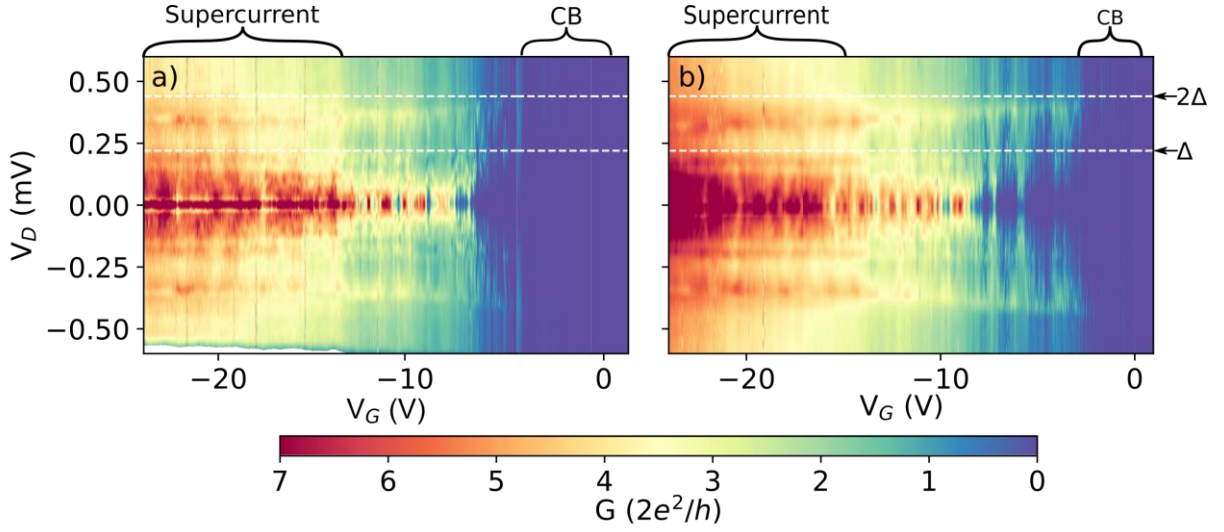 Supercurrent
CB
Supercurrent
CB
a)
b)
0.50
0.25
0.00
−0.25
−0.50
V_D (mV)
2Δ
Δ
−20
−10
0
−20
−10
0
V_G (V)
V_G (V)
7
6
5
4
3
2
1
0
G (2e²/h)